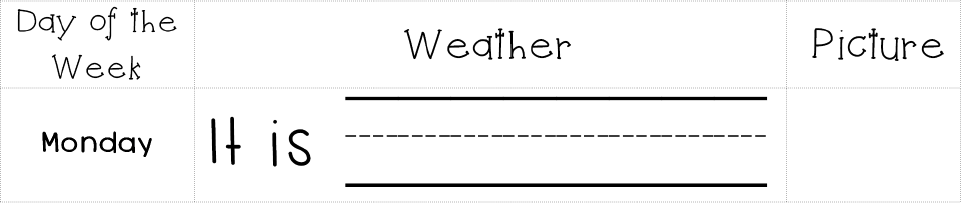 Day of the
Week
Weather
Picture
Monday
It is